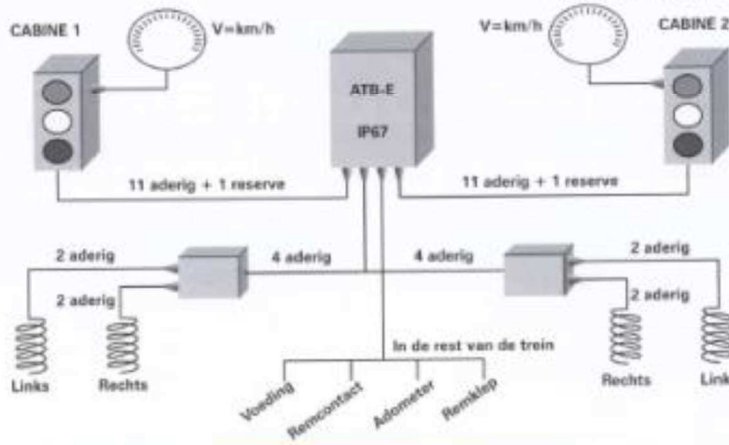 CABINE 1
V=km/h
V=km/h
CABINE 2
ATB-E
IP67
11 aderig + 1 reserve
11 aderig + 1 reserve
2 aderig
4 aderig
4 aderig
2 aderig
2 aderig
2 aderig
In de rest van de trein
Links
Rechts
Voeding
Remcontact
Adometer
Remklep
Rechts
Link